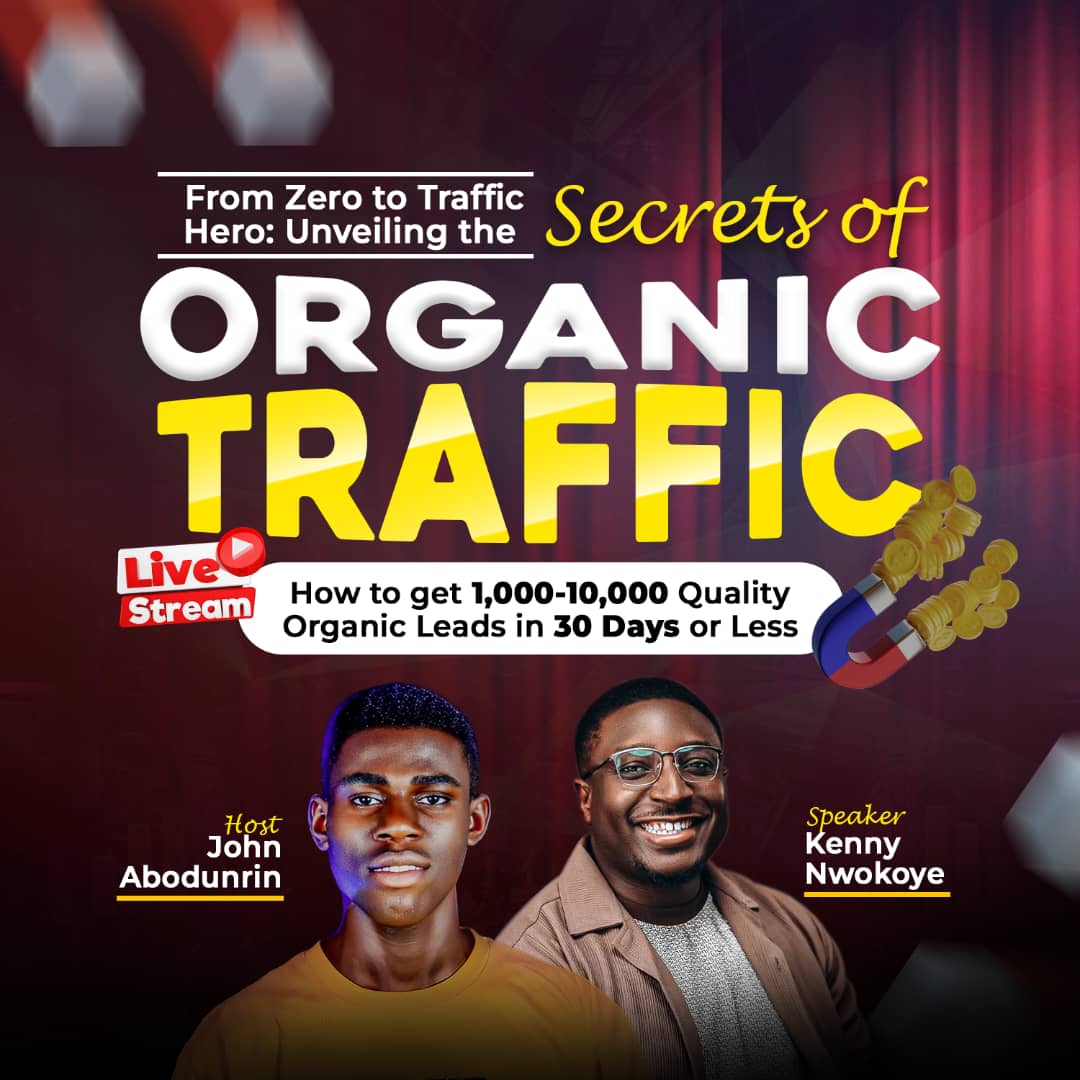 From Zero to Traffic
Hero: Unveiling the
Secrets of
ORGANIC
TRAFFIC
Live
Stream
How to get 1,000-10,000 Quality
Organic Leads in 30 Days or Less
Host
John
Abodunrin
Speaker
Kenny
Nwokoye